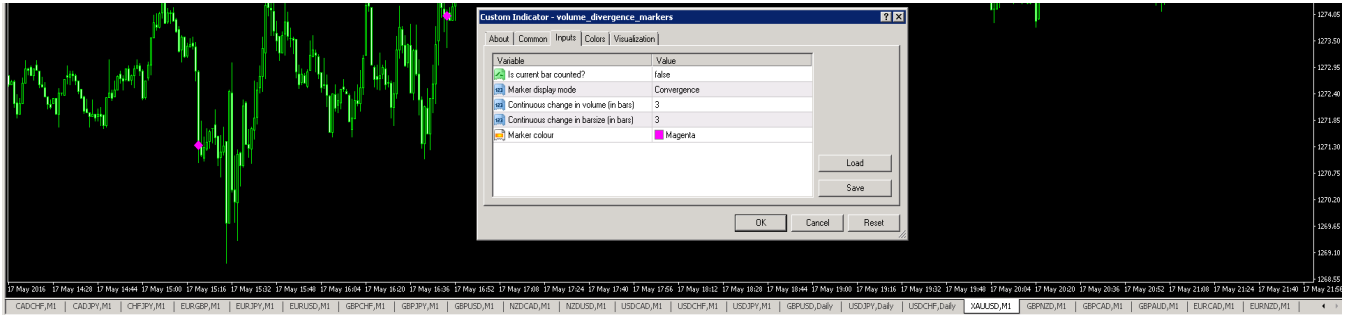 Custom Indicator - volume_divergence_markers
About Common Inputs Colors Visualization
Variable Value
Is current bar counted? false
123 Marker display mode Convergence
123 Continuous change in volume (in bars) 3
123 Continuous change in barsize (in bars) 3
Marker colour Magenta
Load
Save
OK Cancel Reset
1274.05
1273.50
1272.95
1272.40
1271.85
1271.30
1270.75
1270.20
1269.65
1269.10
1268.55
17 May 2016 17 May 14:28 17 May 14:44 17 May 15:00 17 May 15:16 17 May 15:32 17 May 15:48 17 May 16:04 17 May 16:20 17 May 16:36 17 May 16:52 17 May 17:08 17 May 17:24 17 May 17:40 17 May 17:56 17 May 18:12 17 May 18:28 17 May 18:44 17 May 19:00 17 May 19:16 17 May 19:32 17 May 19:48 17 May 20:04 17 May 20:20 17 May 20:36 17 May 20:52 17 May 21:08 17 May 21:24 17 May 21:40 17 May 21:56
CADCHF,M1 CADJPY,M1 CHFJPY,M1 EURGBP,M1 EURJPY,M1 EURUSD,M1 GBPCHF,M1 GBPJPY,M1 GBPUSD,M1 NZDCAD,M1 NZDUSD,M1 USDCAD,M1 USDCHF,M1 USDJPY,M1 GBPUSD,Daily USDJPY,Daily USDCHF,Daily XAUUSD,M1 GBPNZD,M1 GBPCAD,M1 GBPAUD,M1 EURCAD,M1 EURNZD,M1